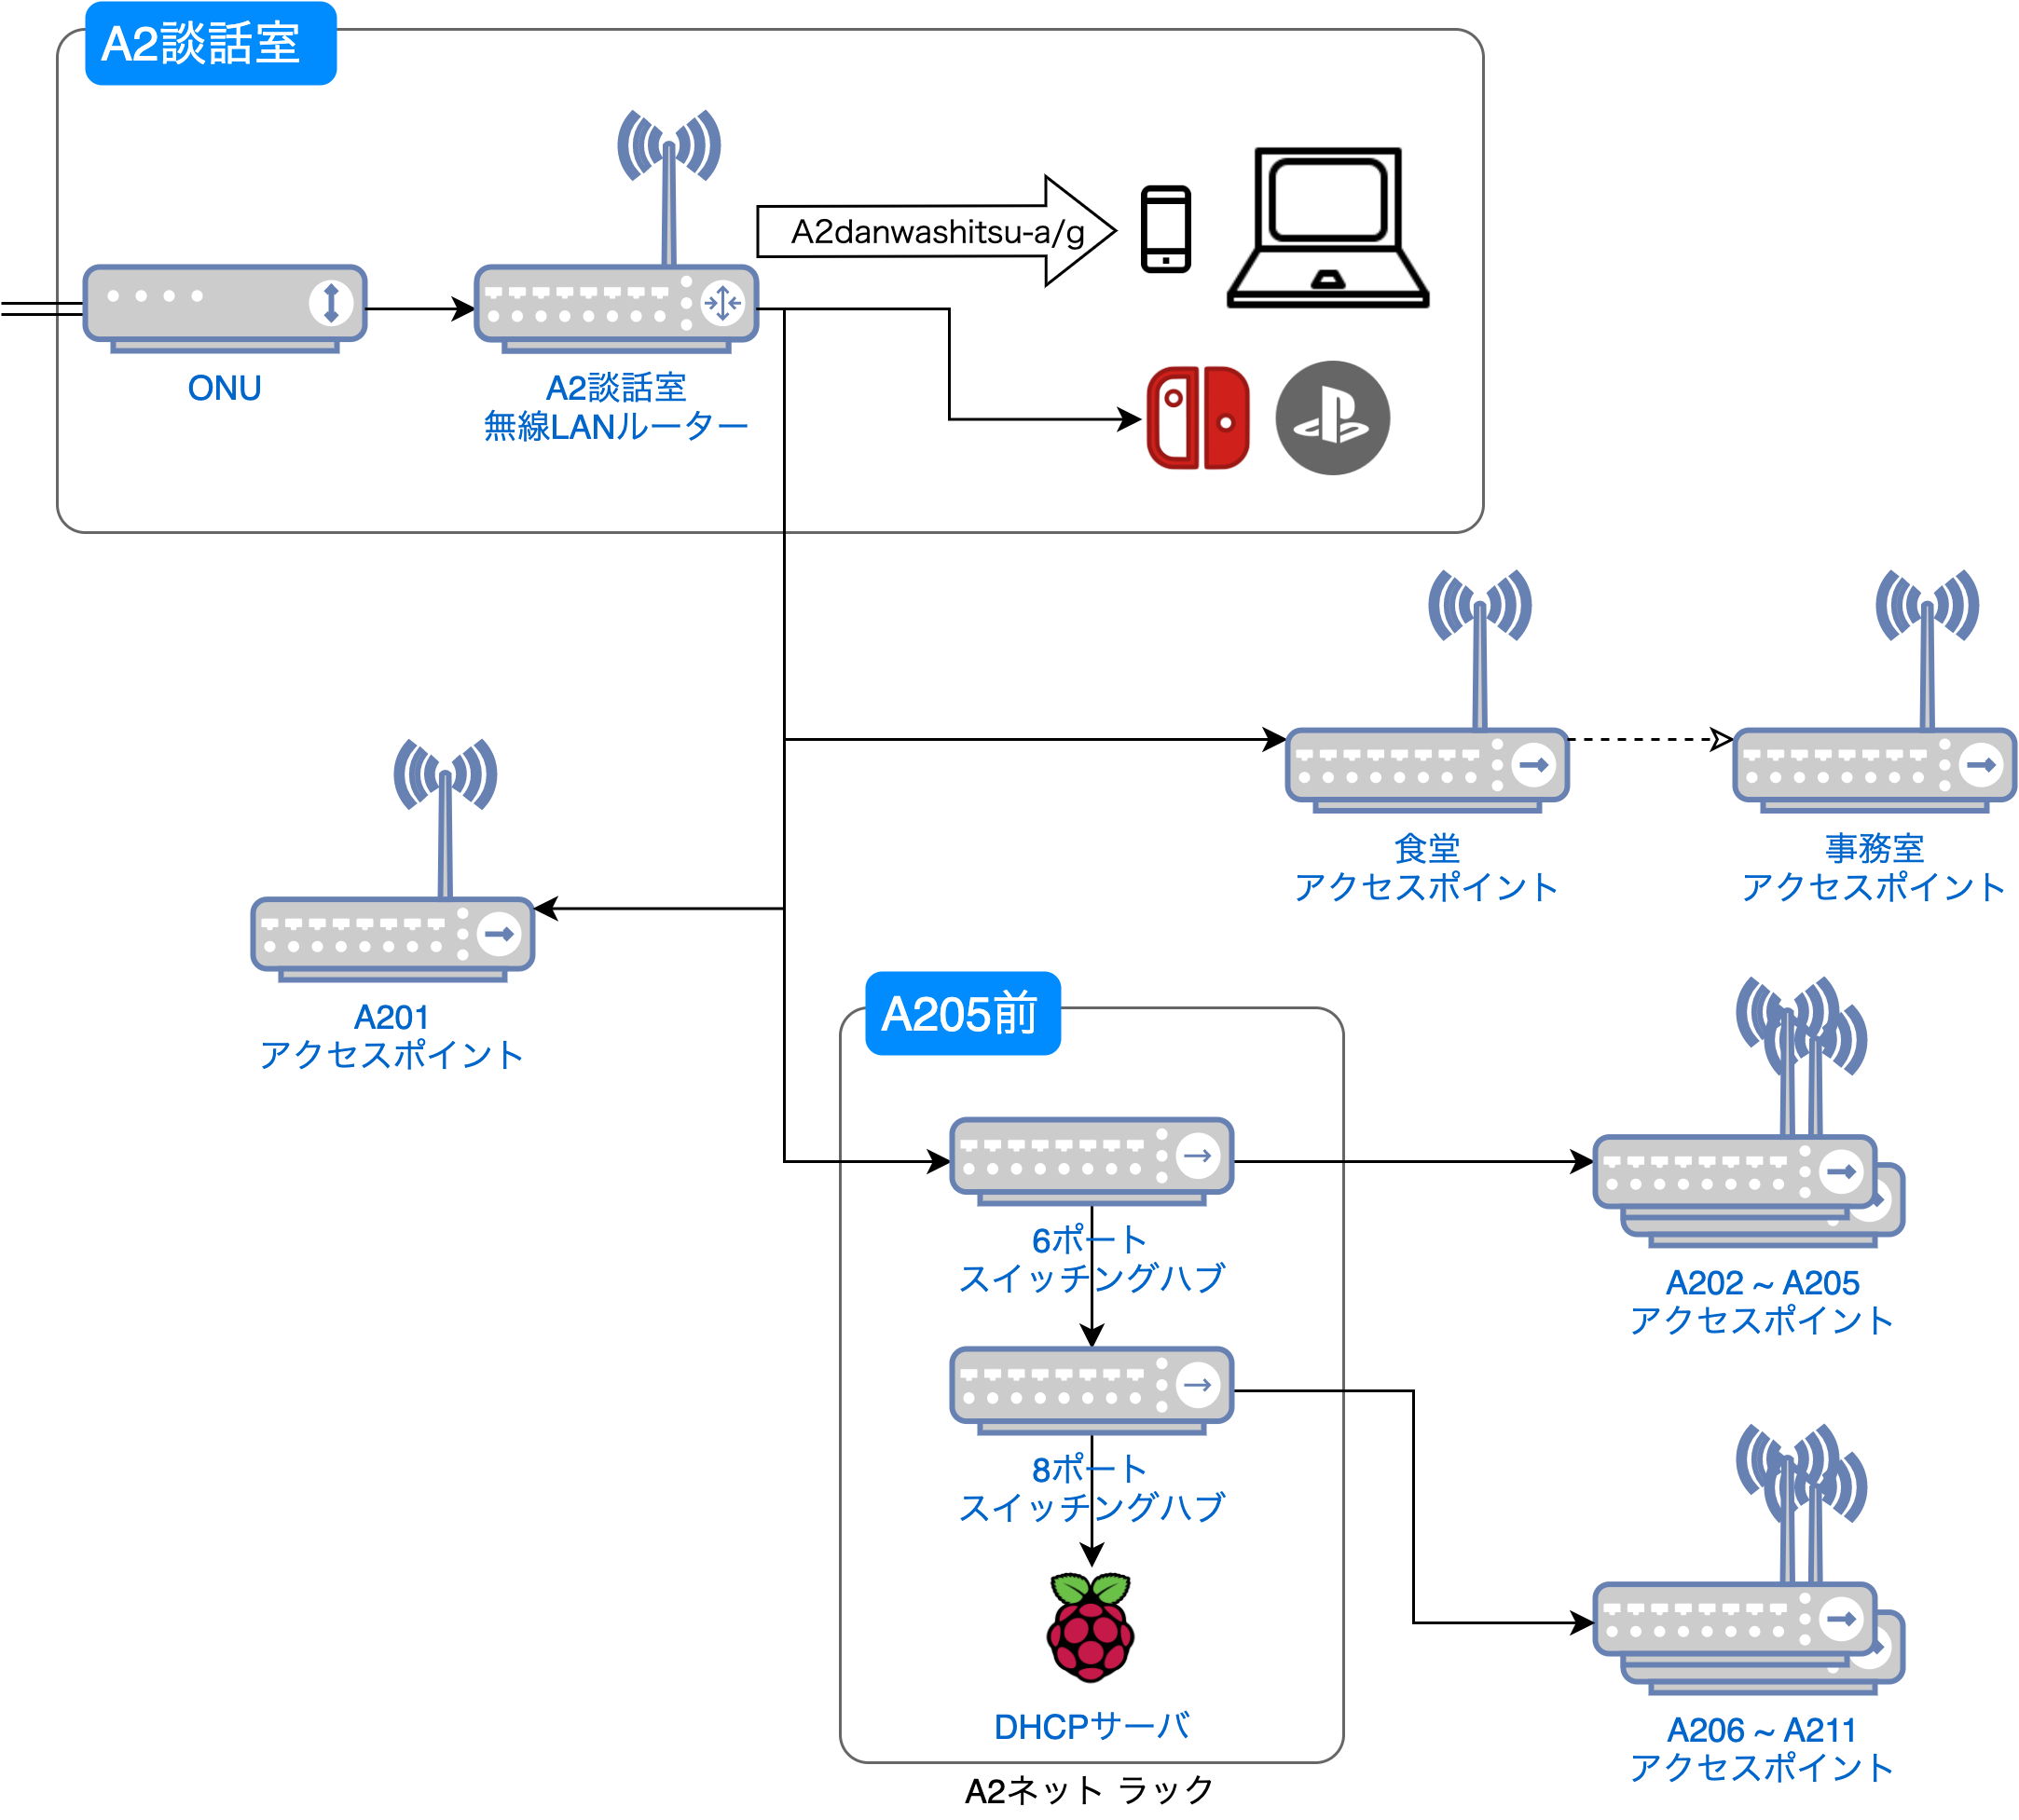 A2談話室
A2danwashitsu-a/g
ONU
A2談話室
無線LANルーター
食堂
アクセスポイント
事務室
アクセスポイント
A201
アクセスポイント
A205前
6ポート
スイッチングハブ
A202 ~ A205
アクセスポイント
8ポート
スイッチングハブ
DHCPサーバ
A206 ~ A211
アクセスポイント
A2ネット ラック